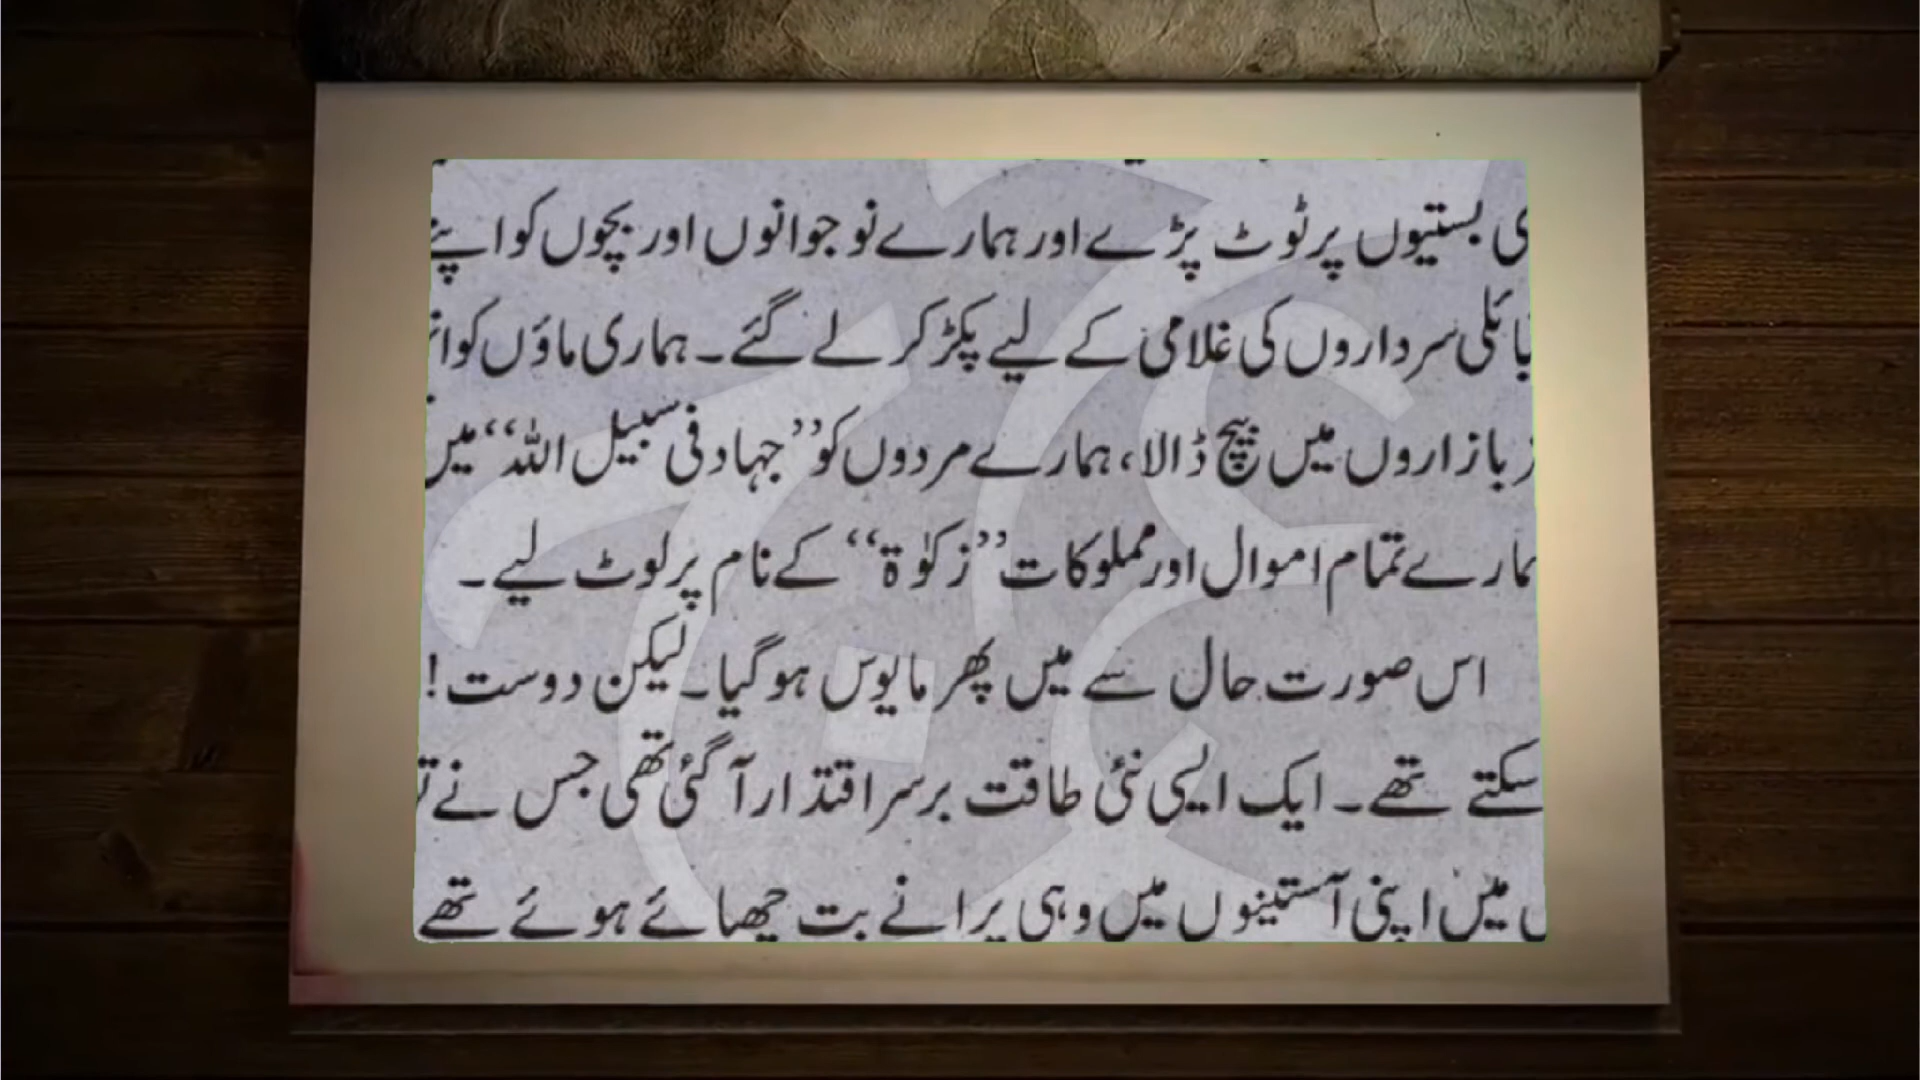 بستیوں پر ٹوٹ پڑے اور ہمارے نوجوانوں اور بچوں کو اپنے
سرداروں کی غلامی کے لیے پکڑ کر لے گئے۔ ہماری ماؤں کو
بازاروں میں بیچ ڈالا، ہمارے مردوں کو ”جہاد فی سبیل اللہ“ میں
تمام اموال اور مملوکات ”زکوٰۃ“ کے نام پر لوٹ لیے۔
اس صورت حال سے میں پھر مایوس ہوگیا۔ لیکن دوست!
سکتے تھے۔ ایک ایسی نئی طاقت برسر اقتدار آ گئی تھی جس نے
میں اپنی آستینوں میں وہی پرانے بت چھپائے ہوئے تھے